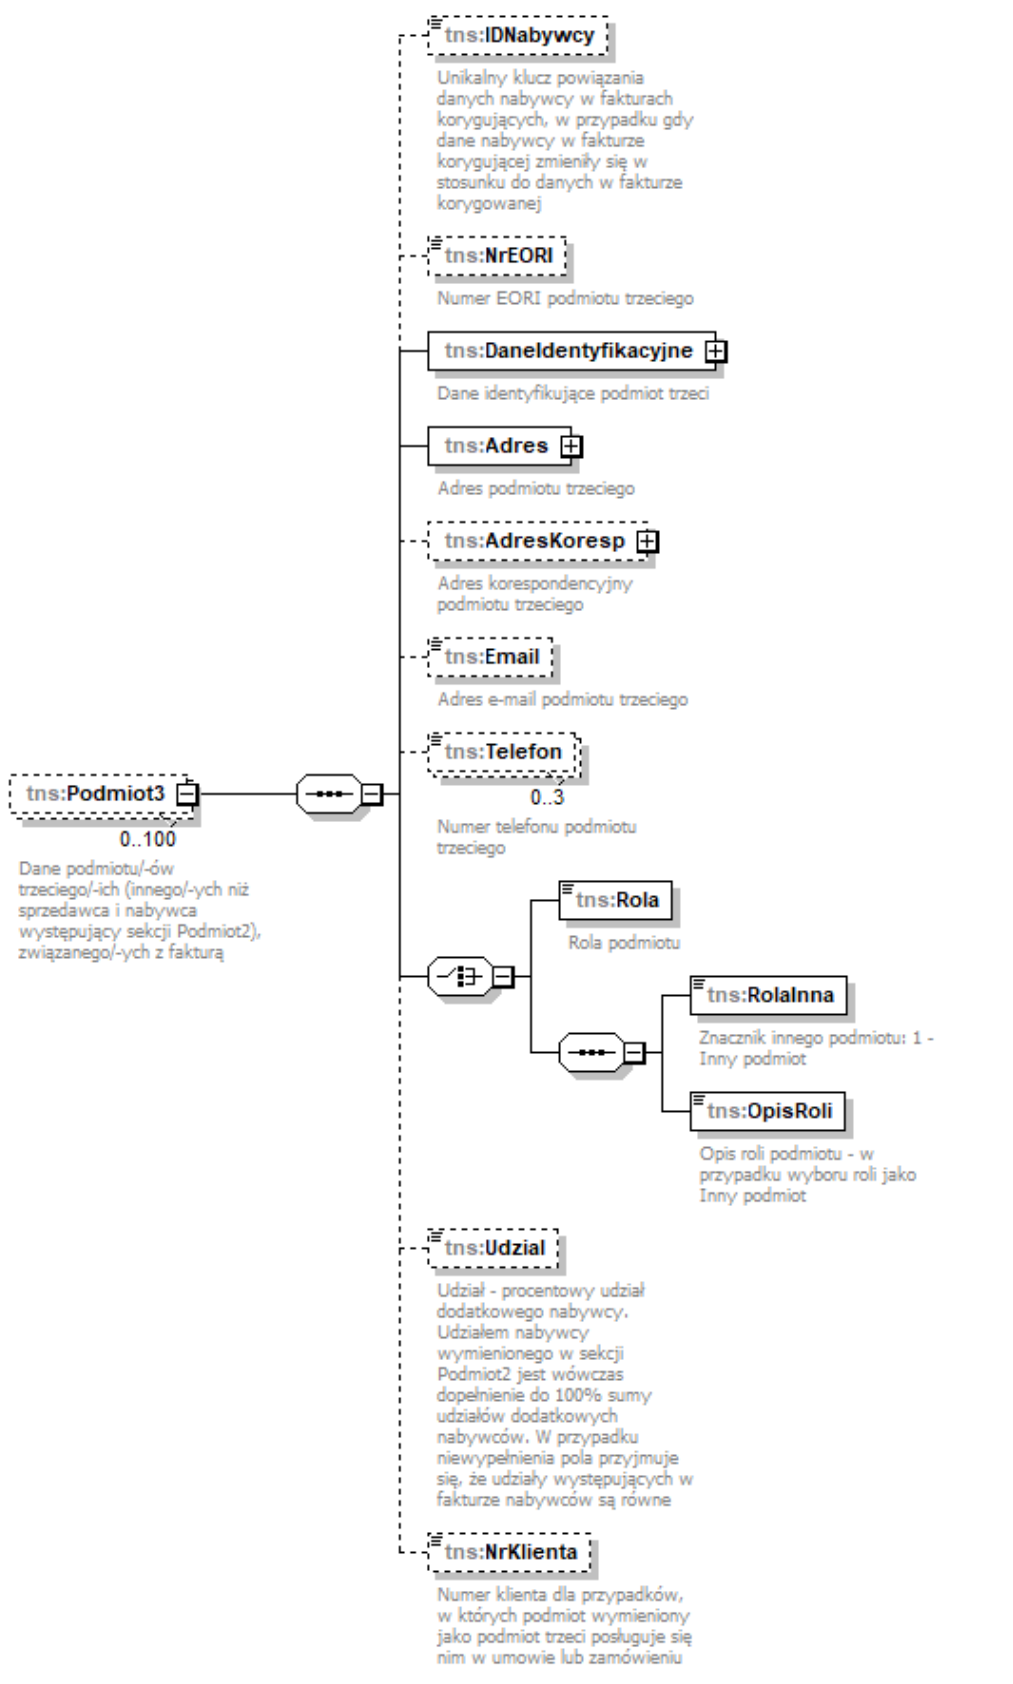 tns:IDNabywcy
Unikalny klucz powiązania
danych nabywcy w fakturach
korygujących, w przypadku gdy
dane nabywcy w fakturze
korygującej zmieniły się w
stosunku do danych w fakturze
korygowanej
tns:NrEORI
Numer EORI podmiotu trzeciego
tns:DaneIdentyfikacyjne
Dane identyfikujące podmiot trzeci
tns:Adres
Adres podmiotu trzeciego
tns:AdresKoresp
Adres korespondencyjny
podmiotu trzeciego
tns:Email
Adres e-mail podmiotu trzeciego
tns:Telefon
0..3
Numer telefonu podmiotu
trzeciego
tns:Podmiot3
0..100
Dane podmiotu/-ów
trzeciego/-ich (innego/-ych niż
sprzedawca i nabywca
występujący sekcji Podmiot2),
związanego/-ych z fakturą
tns:Rola
Rola podmiotu
tns:RolaInna
Znacznik innego podmiotu: 1 -
Inny podmiot
tns:OpisRoli
Opis roli podmiotu - w
przypadku wyboru roli jako
Inny podmiot
tns:Udzial
Udział - procentowy udział
dodatkowego nabywcy.
Udziałem nabywcy
wymienionego w sekcji
Podmiot2 jest wówczas
dopełnienie do 100% sumy
udziałów dodatkowych
nabywców. W przypadku
niewypełnienia pola przyjmuje
się, że udziały występujących w
fakturze nabywców są równe
tns:NrKlienta
Numer klienta dla przypadków,
w których podmiot wymieniony
jako podmiot trzeci posługuje się
nim w umowie lub zamówieniu